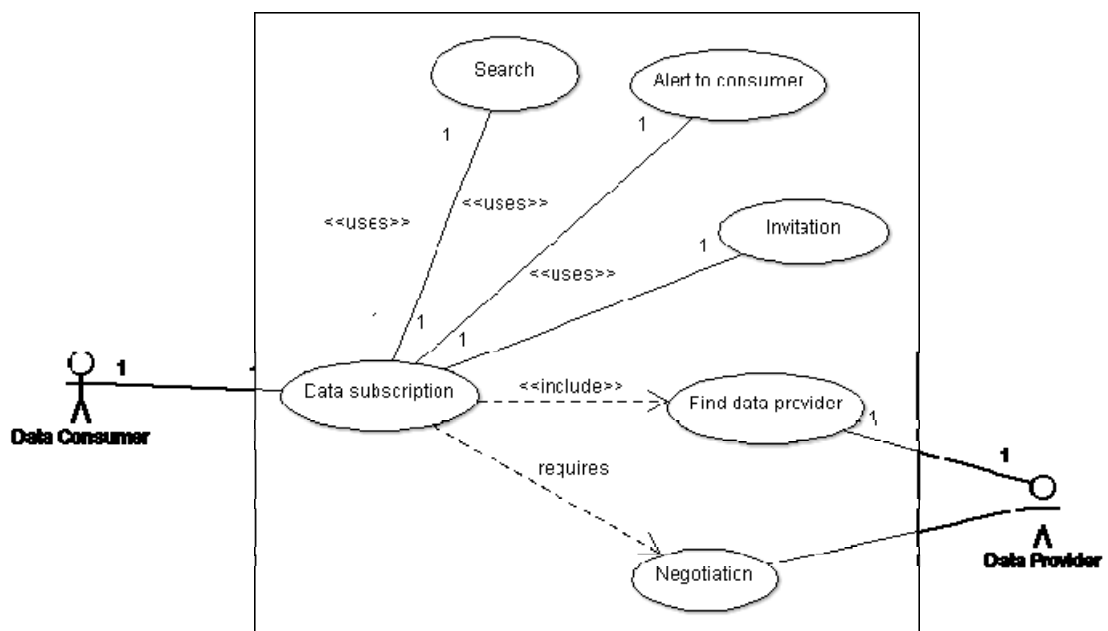 Search
Alert to consumer
1
1
<<uses>>
<<uses>>
Invitation
1
<<uses>>
1
1
1
Data subscription
<<include>>
Find data provider
1
Data Consumer
1
requires
Negotiation
Data Provider